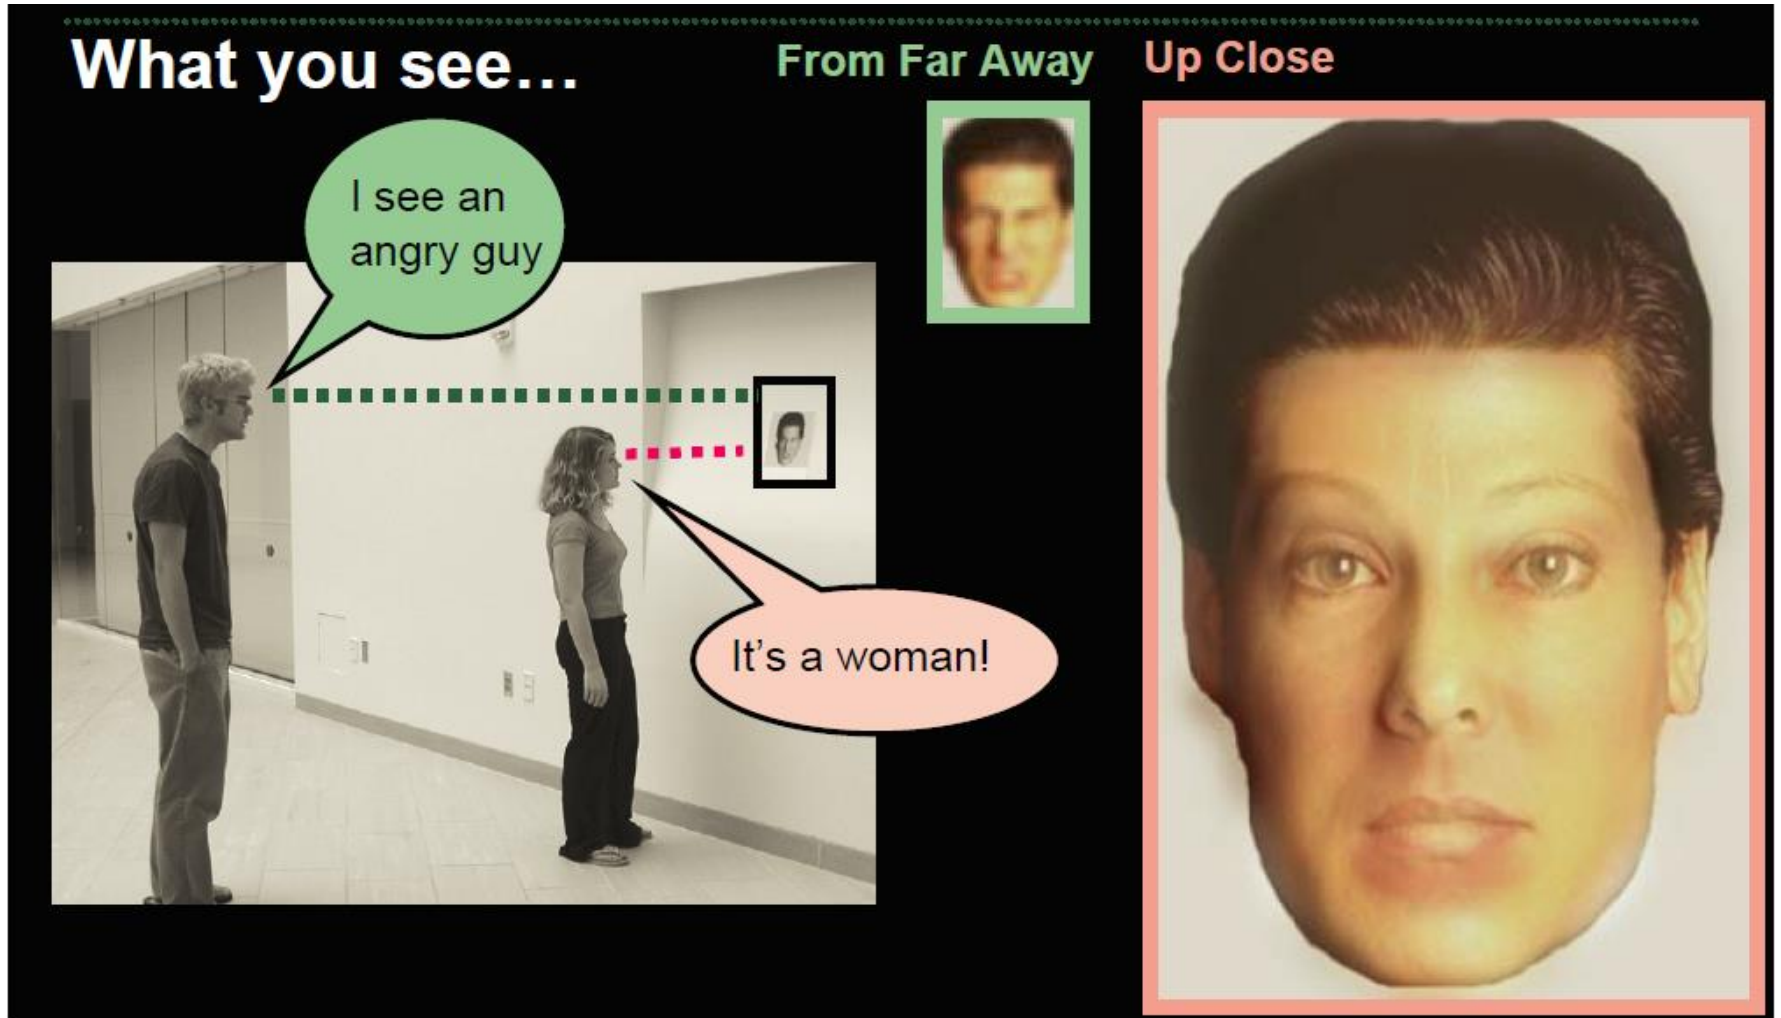 What you see…
From Far Away
Up Close
I see an
angry guy
It's a woman!